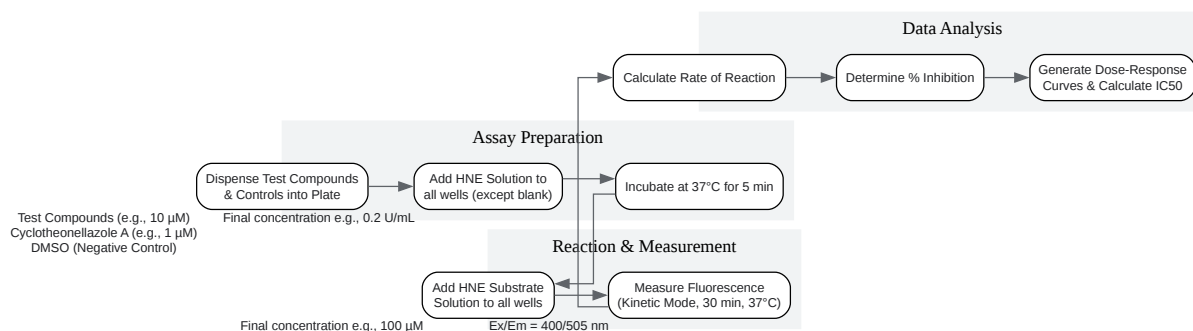 Data Analysis
Calculate Rate of Reaction
Determine % Inhibition
Generate Dose-Response
Curves & Calculate IC50
Assay Preparation
Dispense Test Compounds
& Controls into Plate
Add HNE Solution to
all wells (except blank)
Incubate at 37°C for 5 min
Test Compounds (e.g., 10 µM)
Cyclotheonellazole A (e.g., 1 µM)
DMSO (Negative Control)
Final concentration e.g., 0.2 U/mL
Reaction & Measurement
Add HNE Substrate
Solution to all wells
Measure Fluorescence
(Kinetic Mode, 30 min, 37°C)
Final concentration e.g., 100 µM
Ex/Em = 400/505 nm